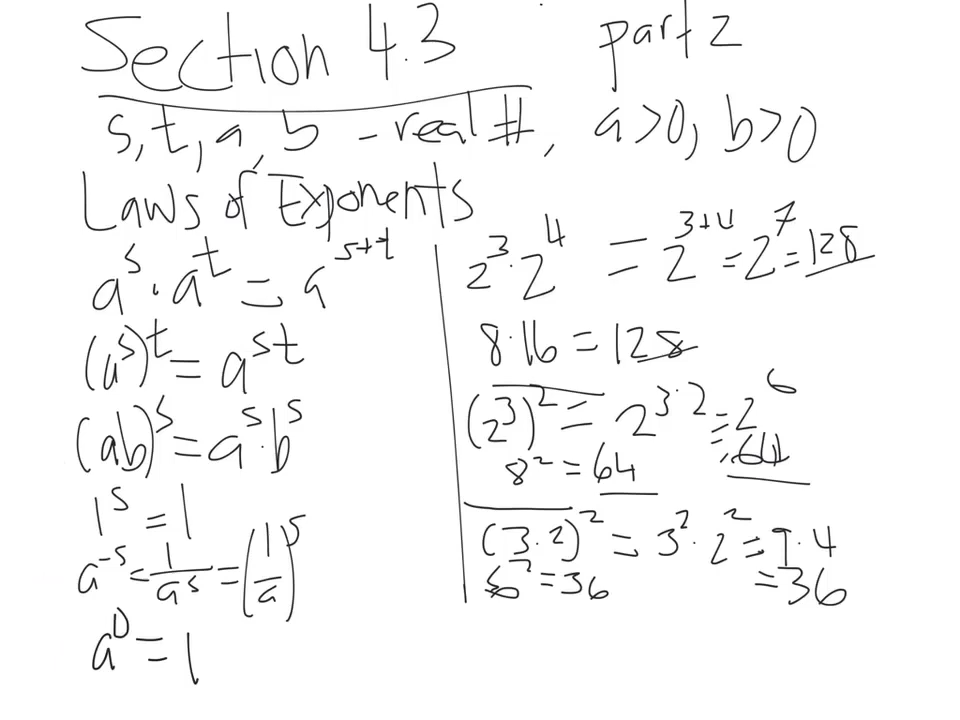 Section 4.3 part 2
s, t, a, b – real #, a>0, b>0
Laws of Exponents
a^s · a^t = a^(s+t)
(a^s)^t = a^(st)
(ab)^s = a^s · b^s
1^s = 1
a^(-s) = 1/a^s = (1/a)^s
a^0 = 1
2^3 · 2^4 = 2^(3+4) = 2^7 = 128
8·16 = 128
(2^3)^2 = 2^(3·2) = 2^6
8^2 = 64 = 64
(3·2)^2 = 3^2 · 2^2 = 9·4
6^2 = 36 = 36